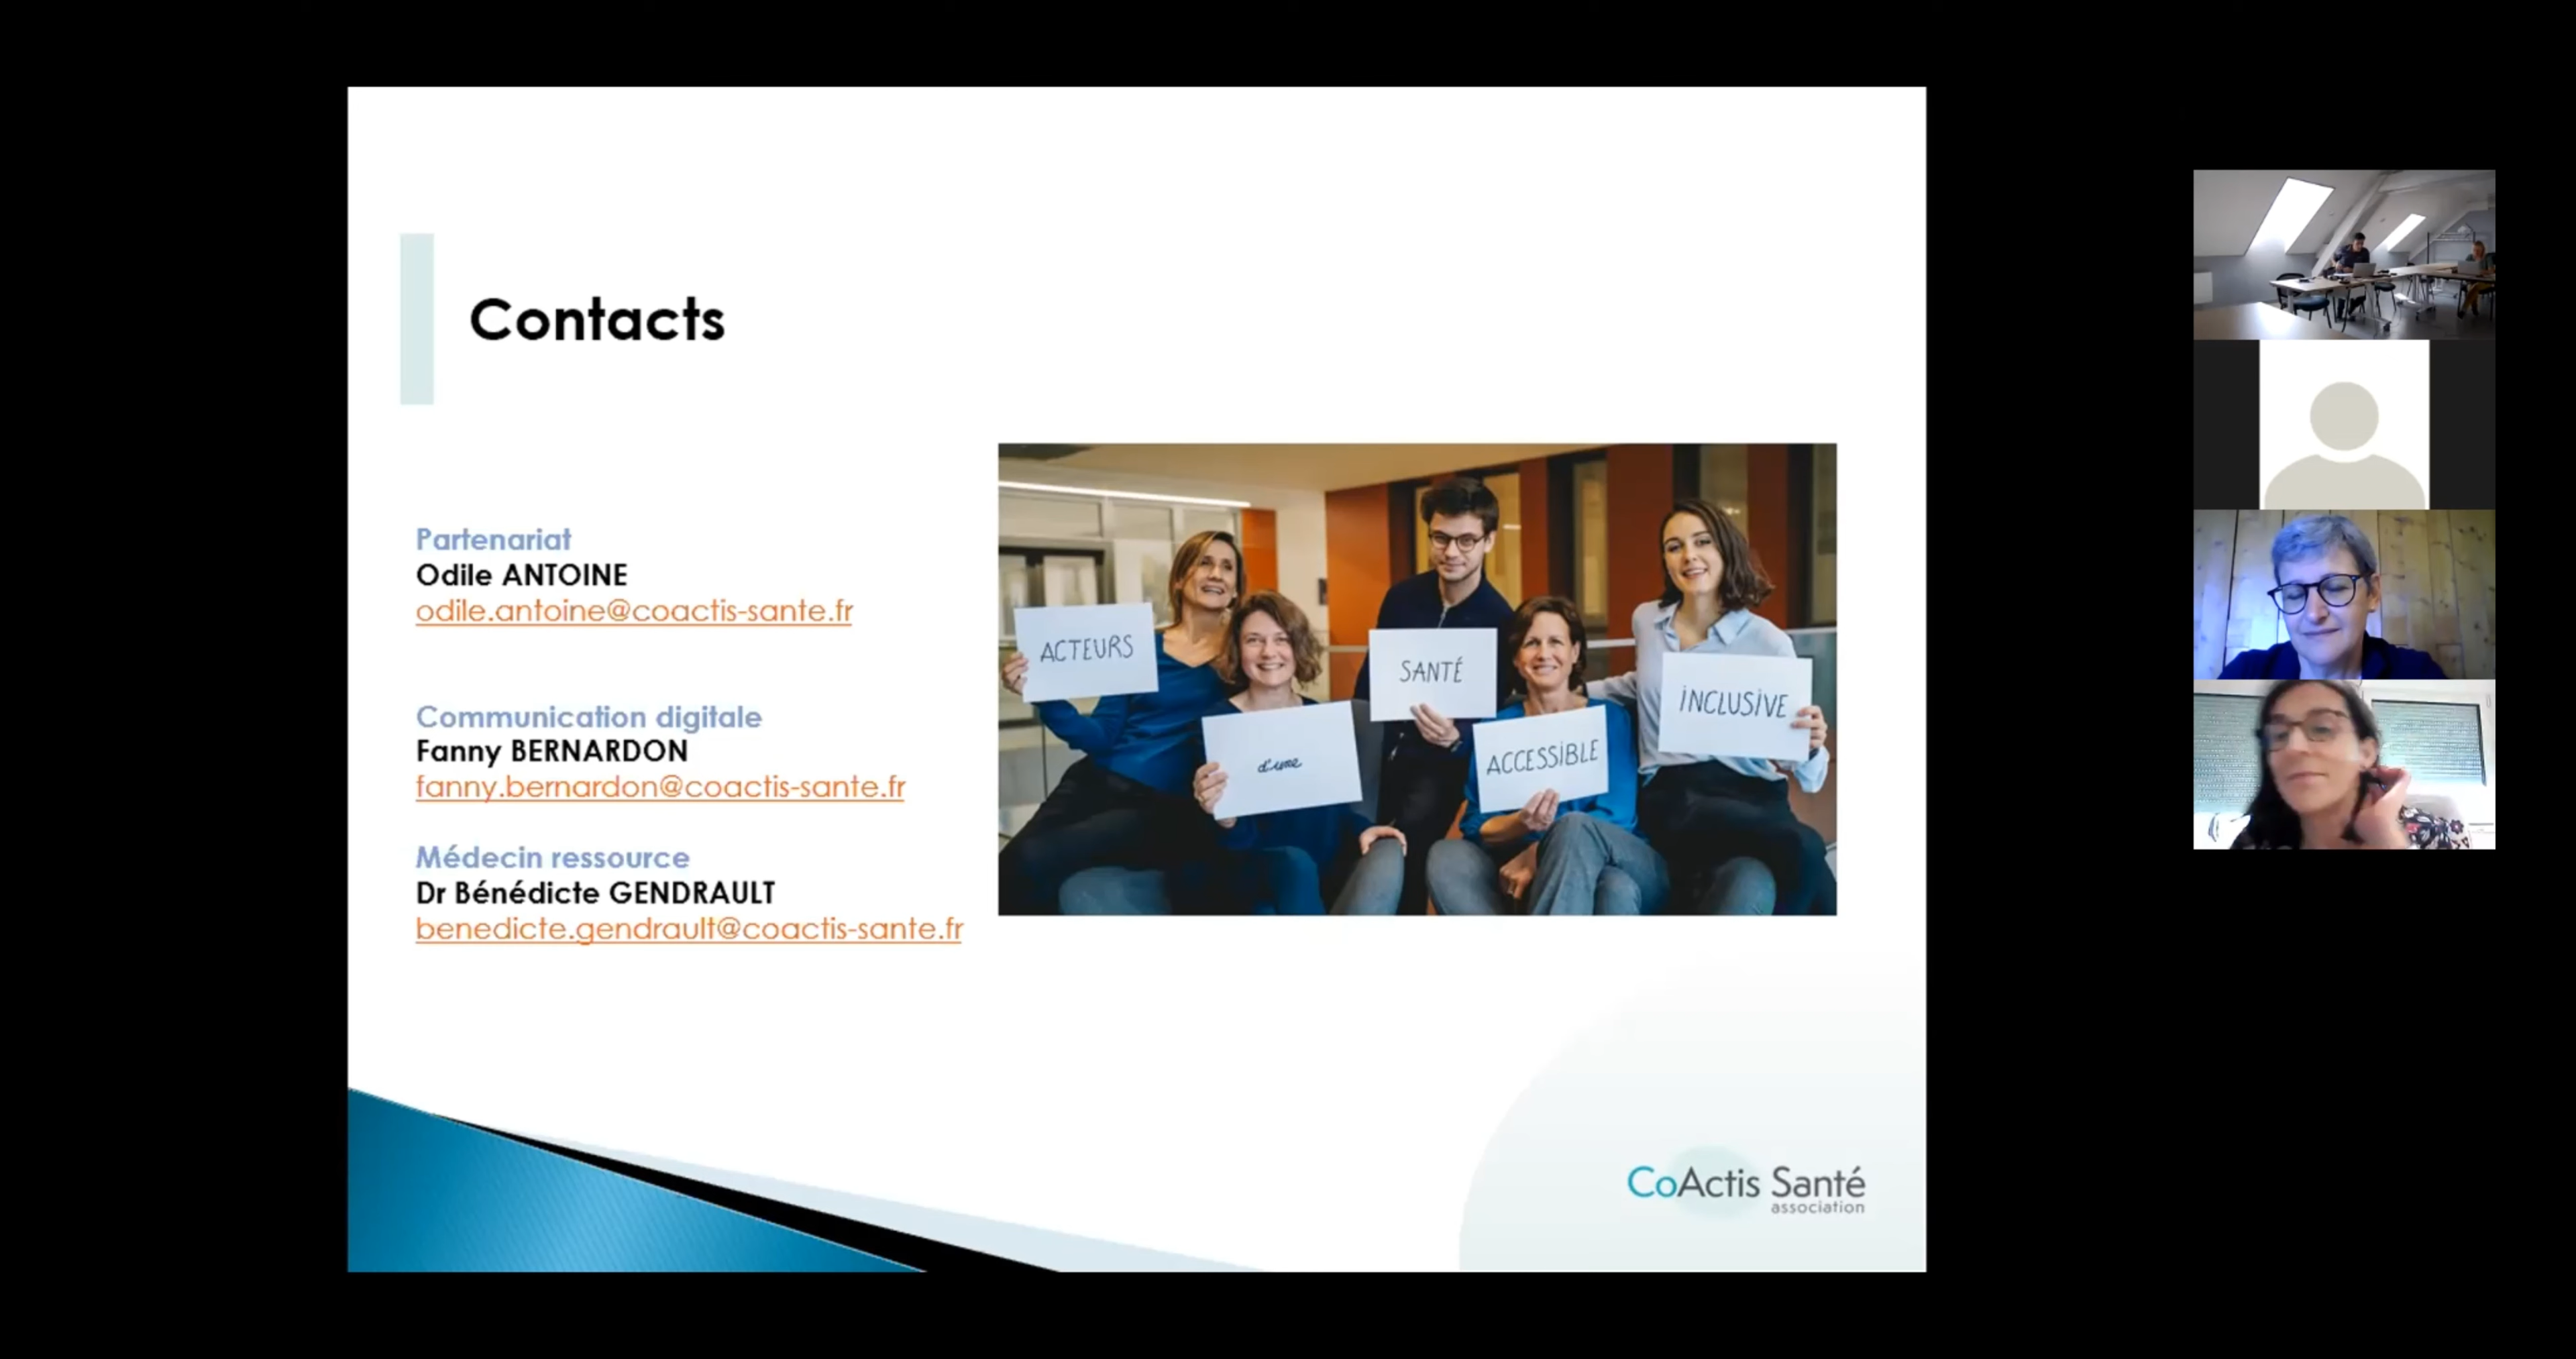 Contacts
Partenariat
Odile ANTOINE
odile.antoine@coactis-sante.fr
Communication digitale
Fanny BERNARDON
fanny.bernardon@coactis-sante.fr
Médecin ressource
Dr Bénédicte GENDRAULT
benedicte.gendrault@coactis-sante.fr
ACTEURS
d'une
SANTÉ
ACCESSIBLE
INCLUSIVE
CoActis Santé
association